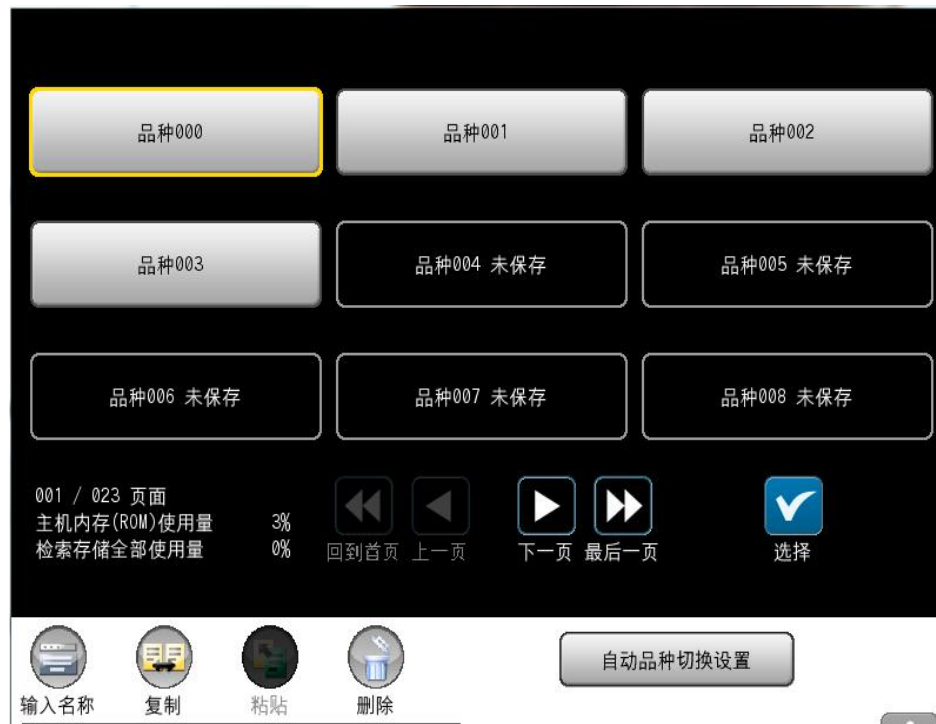 品种000 品种001 品种002
品种003 品种004 未保存 品种005 未保存
品种006 未保存 品种007 未保存 品种008 未保存
001 / 023 页面
主机内存(ROM)使用量 3%
检索存储全部使用量 0%
回到首页 上一页 下一页 最后一页 选择
自动品种切换设置
输入名称 复制 粘贴 删除